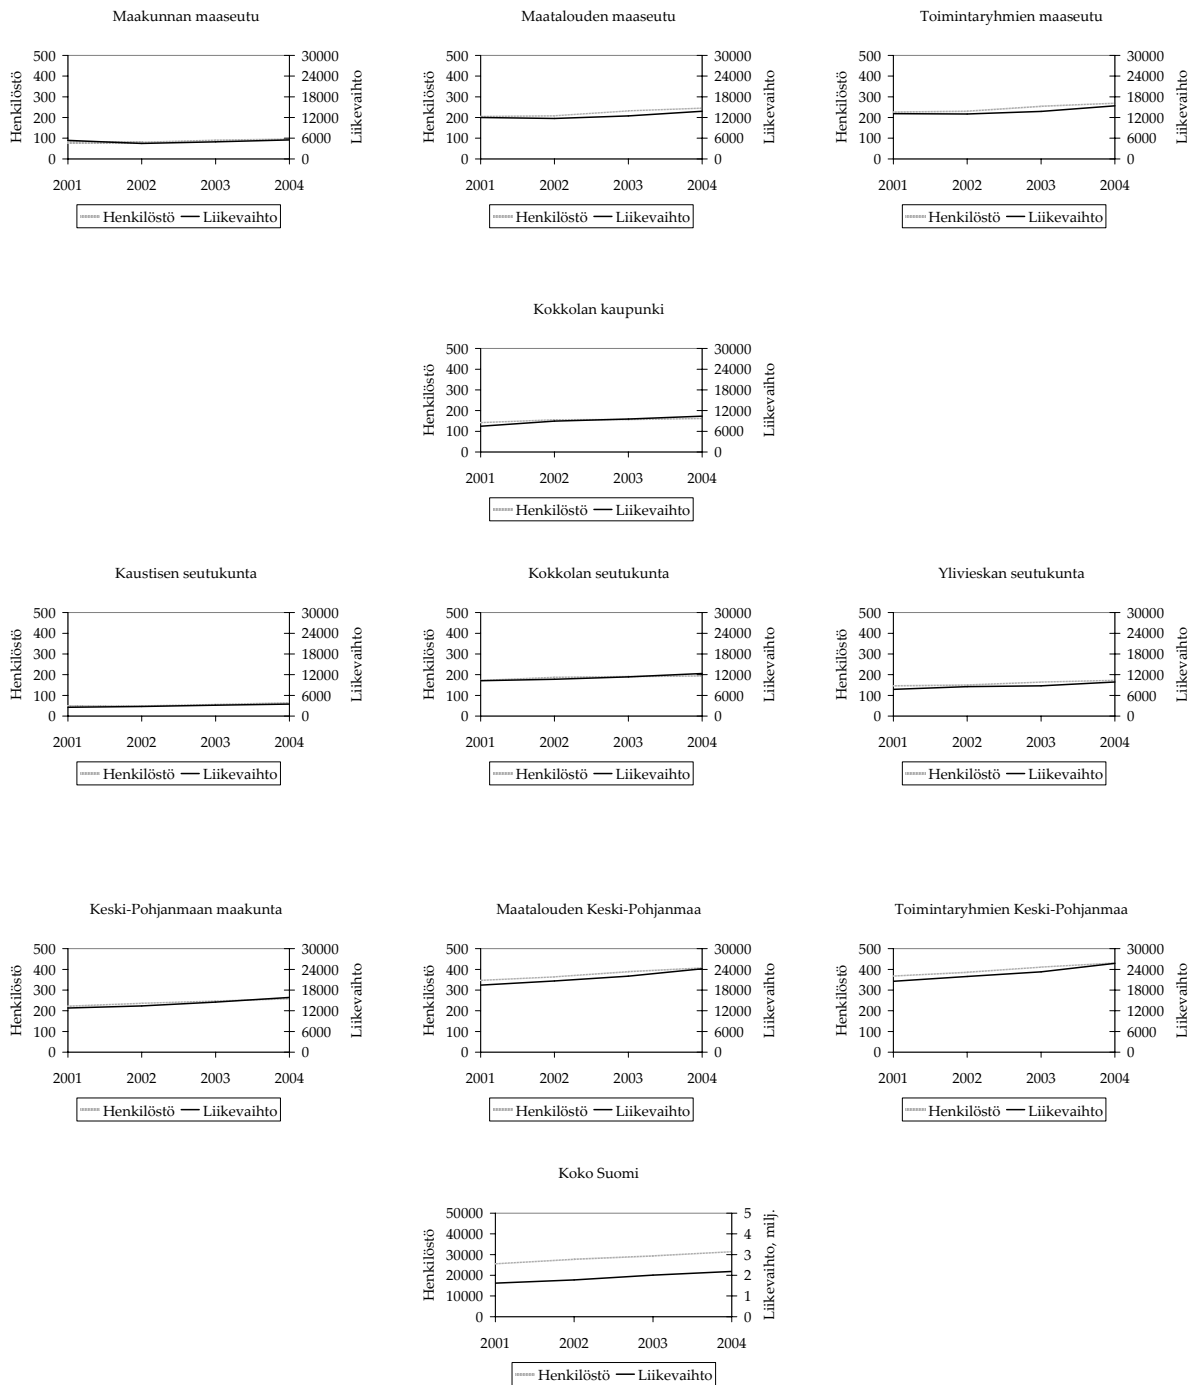 Maakunnan maaseutu
Henkilöstö
500
400
300
200
100
0
30000
24000
18000
12000
6000
0
Liikevaihto
2001 2002 2003 2004
Henkilöstö Liikevaihto
Maatalouden maaseutu
Henkilöstö
500
400
300
200
100
0
30000
24000
18000
12000
6000
0
Liikevaihto
2001 2002 2003 2004
Henkilöstö Liikevaihto
Toimintaryhmien maaseutu
Henkilöstö
500
400
300
200
100
0
30000
24000
18000
12000
6000
0
Liikevaihto
2001 2002 2003 2004
Henkilöstö Liikevaihto
Kokkolan kaupunki
Henkilöstö
500
400
300
200
100
0
30000
24000
18000
12000
6000
0
Liikevaihto
2001 2002 2003 2004
Henkilöstö Liikevaihto
Kaustisen seutukunta
Henkilöstö
500
400
300
200
100
0
30000
24000
18000
12000
6000
0
Liikevaihto
2001 2002 2003 2004
Henkilöstö Liikevaihto
Kokkolan seutukunta
Henkilöstö
500
400
300
200
100
0
30000
24000
18000
12000
6000
0
Liikevaihto
2001 2002 2003 2004
Henkilöstö Liikevaihto
Ylivieskan seutukunta
Henkilöstö
500
400
300
200
100
0
30000
24000
18000
12000
6000
0
Liikevaihto
2001 2002 2003 2004
Henkilöstö Liikevaihto
Keski-Pohjanmaan maakunta
Henkilöstö
500
400
300
200
100
0
30000
24000
18000
12000
6000
0
Liikevaihto
2001 2002 2003 2004
Henkilöstö Liikevaihto
Maatalouden Keski-Pohjanmaa
Henkilöstö
500
400
300
200
100
0
30000
24000
18000
12000
6000
0
Liikevaihto
2001 2002 2003 2004
Henkilöstö Liikevaihto
Toimintaryhmien Keski-Pohjanmaa
Henkilöstö
500
400
300
200
100
0
30000
24000
18000
12000
6000
0
Liikevaihto
2001 2002 2003 2004
Henkilöstö Liikevaihto
Koko Suomi
Henkilöstö
50000
40000
30000
20000
10000
0
5
4
3
2
1
0
Liikevaihto, milj.
2001 2002 2003 2004
Henkilöstö Liikevaihto